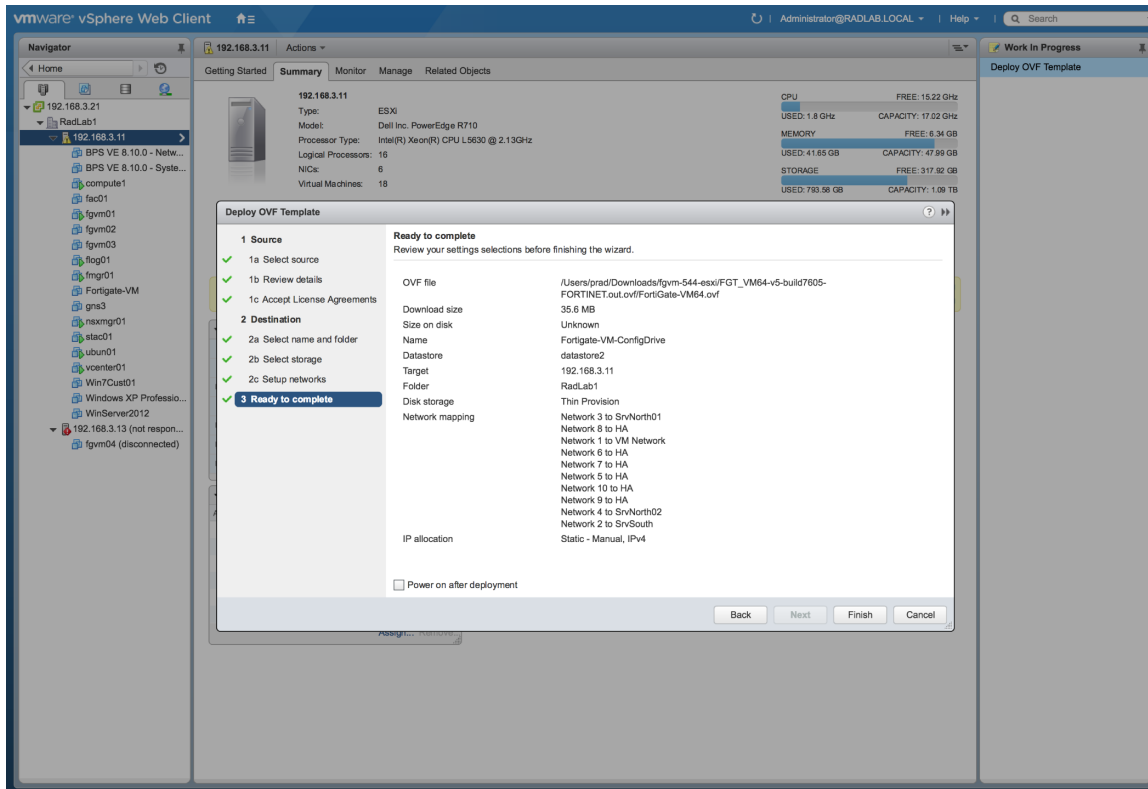 vmware® vSphere Web Client
Administrator@RADLAB.LOCAL
Help
Search
Navigator
Home
192.168.3.21
RadLab1
192.168.3.11
BPS VE 8.10.0 - Netw...
BPS VE 8.10.0 - Syste...
compute1
fac01
fgvm01
fgvm02
fgvm03
flog01
fmgr01
Fortigate-VM
gns3
nsxmgr01
stac01
ubun01
vcenter01
Win7Cust01
Windows XP Professio...
WinServer2012
192.168.3.13 (not respon...
fgvm04 (disconnected)
192.168.3.11 Actions
Getting Started Summary Monitor Manage Related Objects
192.168.3.11
Type: ESXi
Model: Dell Inc. PowerEdge R710
Processor Type: Intel(R) Xeon(R) CPU L5630 @ 2.13GHz
Logical Processors: 16
NICs: 6
Virtual Machines: 18
CPU FREE: 15.22 GHz
USED: 1.8 GHz CAPACITY: 17.02 GHz
MEMORY FREE: 6.34 GB
USED: 41.65 GB CAPACITY: 47.99 GB
STORAGE FREE: 317.92 GB
USED: 793.58 GB CAPACITY: 1.09 TB
Deploy OVF Template
1 Source
1a Select source
1b Review details
1c Accept License Agreements
2 Destination
2a Select name and folder
2b Select storage
2c Setup networks
3 Ready to complete
Ready to complete
Review your settings selections before finishing the wizard.
OVF file /Users/prad/Downloads/fgvm-544-esxi/FGT_VM64-v5-build7605-
FORTINET.out.ovf/FortiGate-VM64.ovf
Download size 35.6 MB
Size on disk Unknown
Name Fortigate-VM-ConfigDrive
Datastore datastore2
Target 192.168.3.11
Folder RadLab1
Disk storage Thin Provision
Network mapping Network 3 to SrvNorth01
Network 8 to HA
Network 1 to VM Network
Network 6 to HA
Network 7 to HA
Network 5 to HA
Network 10 to HA
Network 9 to HA
Network 4 to SrvNorth02
Network 2 to SrvSouth
IP allocation Static - Manual, IPv4
Power on after deployment
Back Next Finish Cancel
Assign... Remove...
Work In Progress
Deploy OVF Template